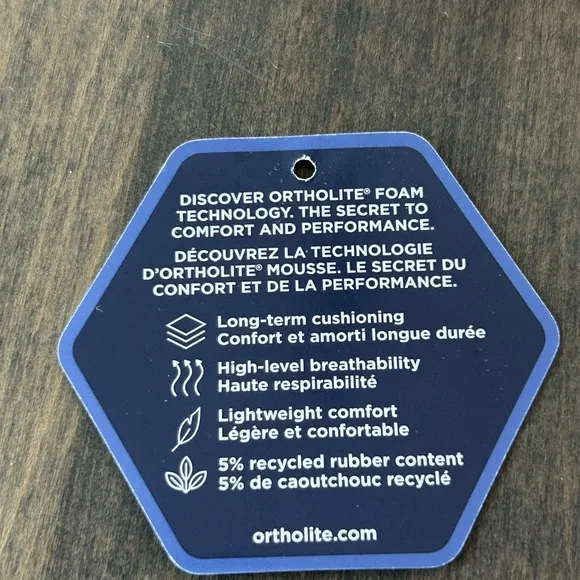 DISCOVER ORTHOLITE® FOAM
TECHNOLOGY. THE SECRET TO
COMFORT AND PERFORMANCE.
DÉCOUVREZ LA TECHNOLOGIE
D'ORTHOLITE® MOUSSE. LE SECRET DU
CONFORT ET DE LA PERFORMANCE.
Long-term cushioning
Confort et amorti longue durée
High-level breathability
Haute respirabilité
Lightweight comfort
Légère et confortable
5% recycled rubber content
5% de caoutchouc recyclé
ortholite.com